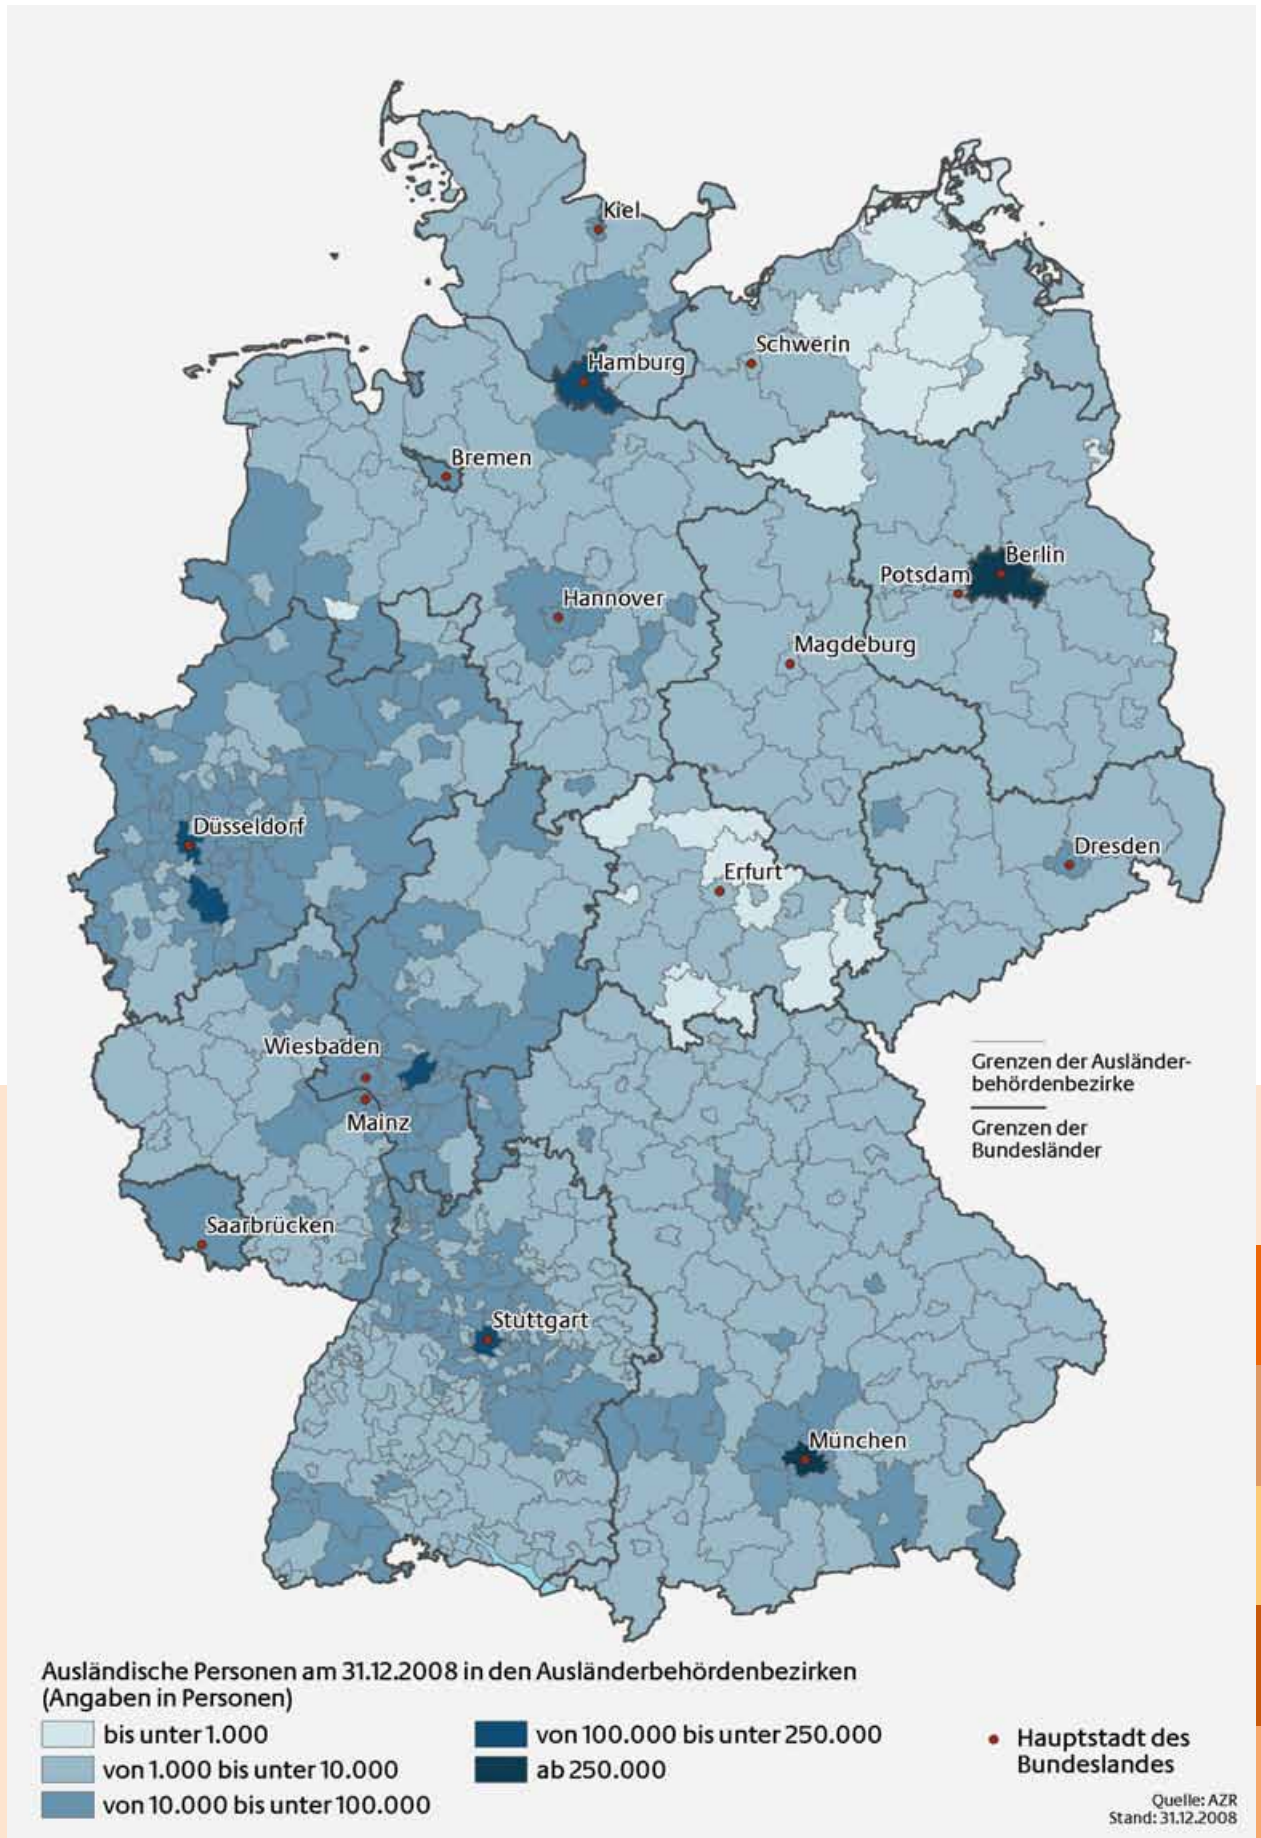 Kiel
Schwerin
Hamburg
Bremen
Berlin
Potsdam
Hannover
Magdeburg
Düsseldorf
Dresden
Erfurt
Wiesbaden
Grenzen der Ausländer-
behördenbezirke
Mainz
Grenzen der
Bundesländer
Saarbrücken
Stuttgart
München
Ausländische Personen am 31.12.2008 in den Ausländerbehördenbezirken
(Angaben in Personen)
bis unter 1.000
von 1.000 bis unter 10.000
von 10.000 bis unter 100.000
von 100.000 bis unter 250.000
ab 250.000
Hauptstadt des
Bundeslandes
Quelle: AZR
Stand: 31.12.2008